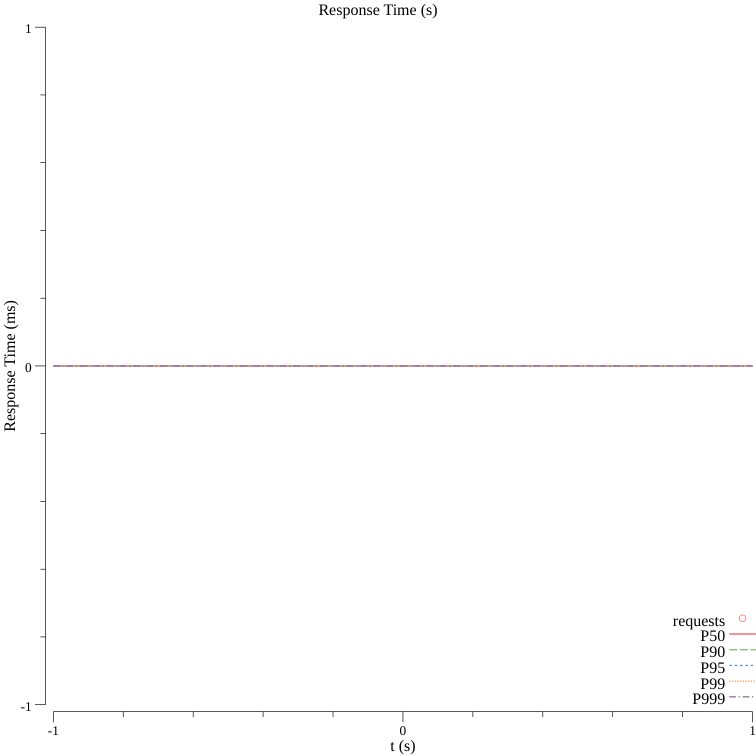 Response Time (s)
1
0
-1
Response Time (ms)
-1
0
1
t (s)
requests
P50
P90
P95
P99
P999